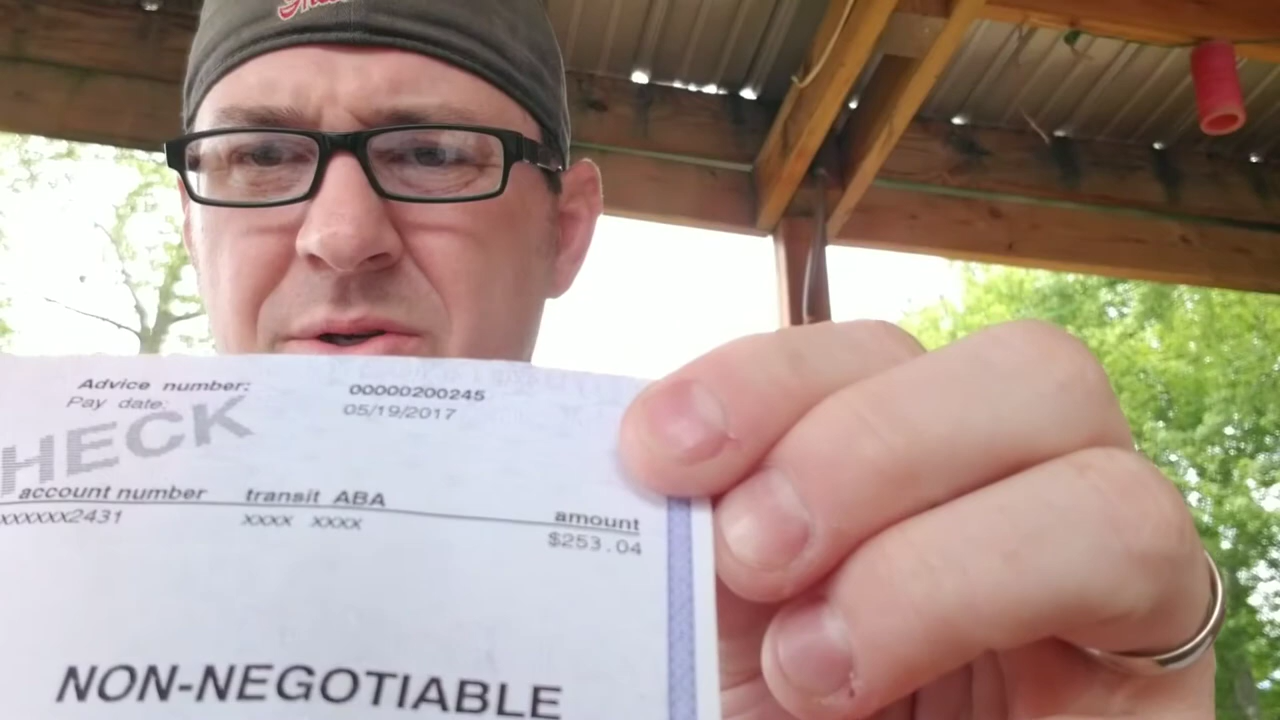 Advice number: 00000200245
Pay date: 05/19/2017
HECK
account number transit ABA amount
xxxxxx2431 xxxx xxxx $253.04
NON-NEGOTIABLE